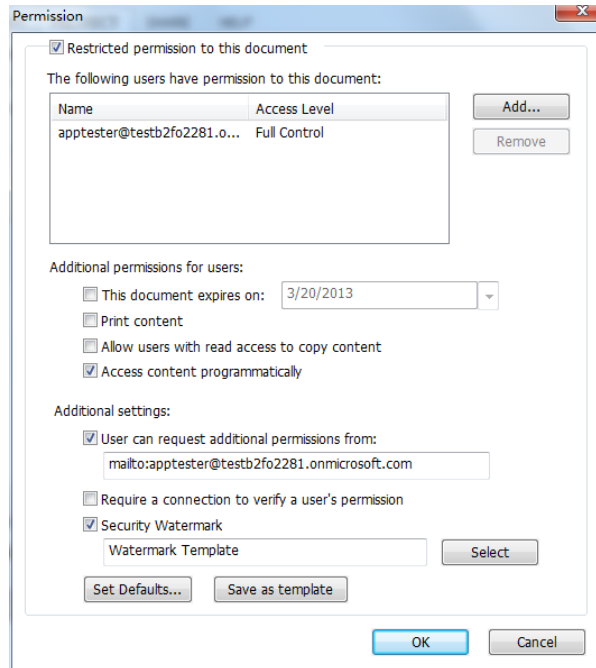 Permission
SHARE HELP
Restricted permission to this document
The following users have permission to this document:
Name Access Level Add...
apptester@testb2fo2281.o... Full Control
Remove
Additional permissions for users:
This document expires on: 3/20/2013
Print content
Allow users with read access to copy content
Access content programmatically
Additional settings:
User can request additional permissions from:
mailto:apptester@testb2fo2281.onmicrosoft.com
Require a connection to verify a user's permission
Security Watermark
Watermark Template Select
Set Defaults... Save as template
OK Cancel